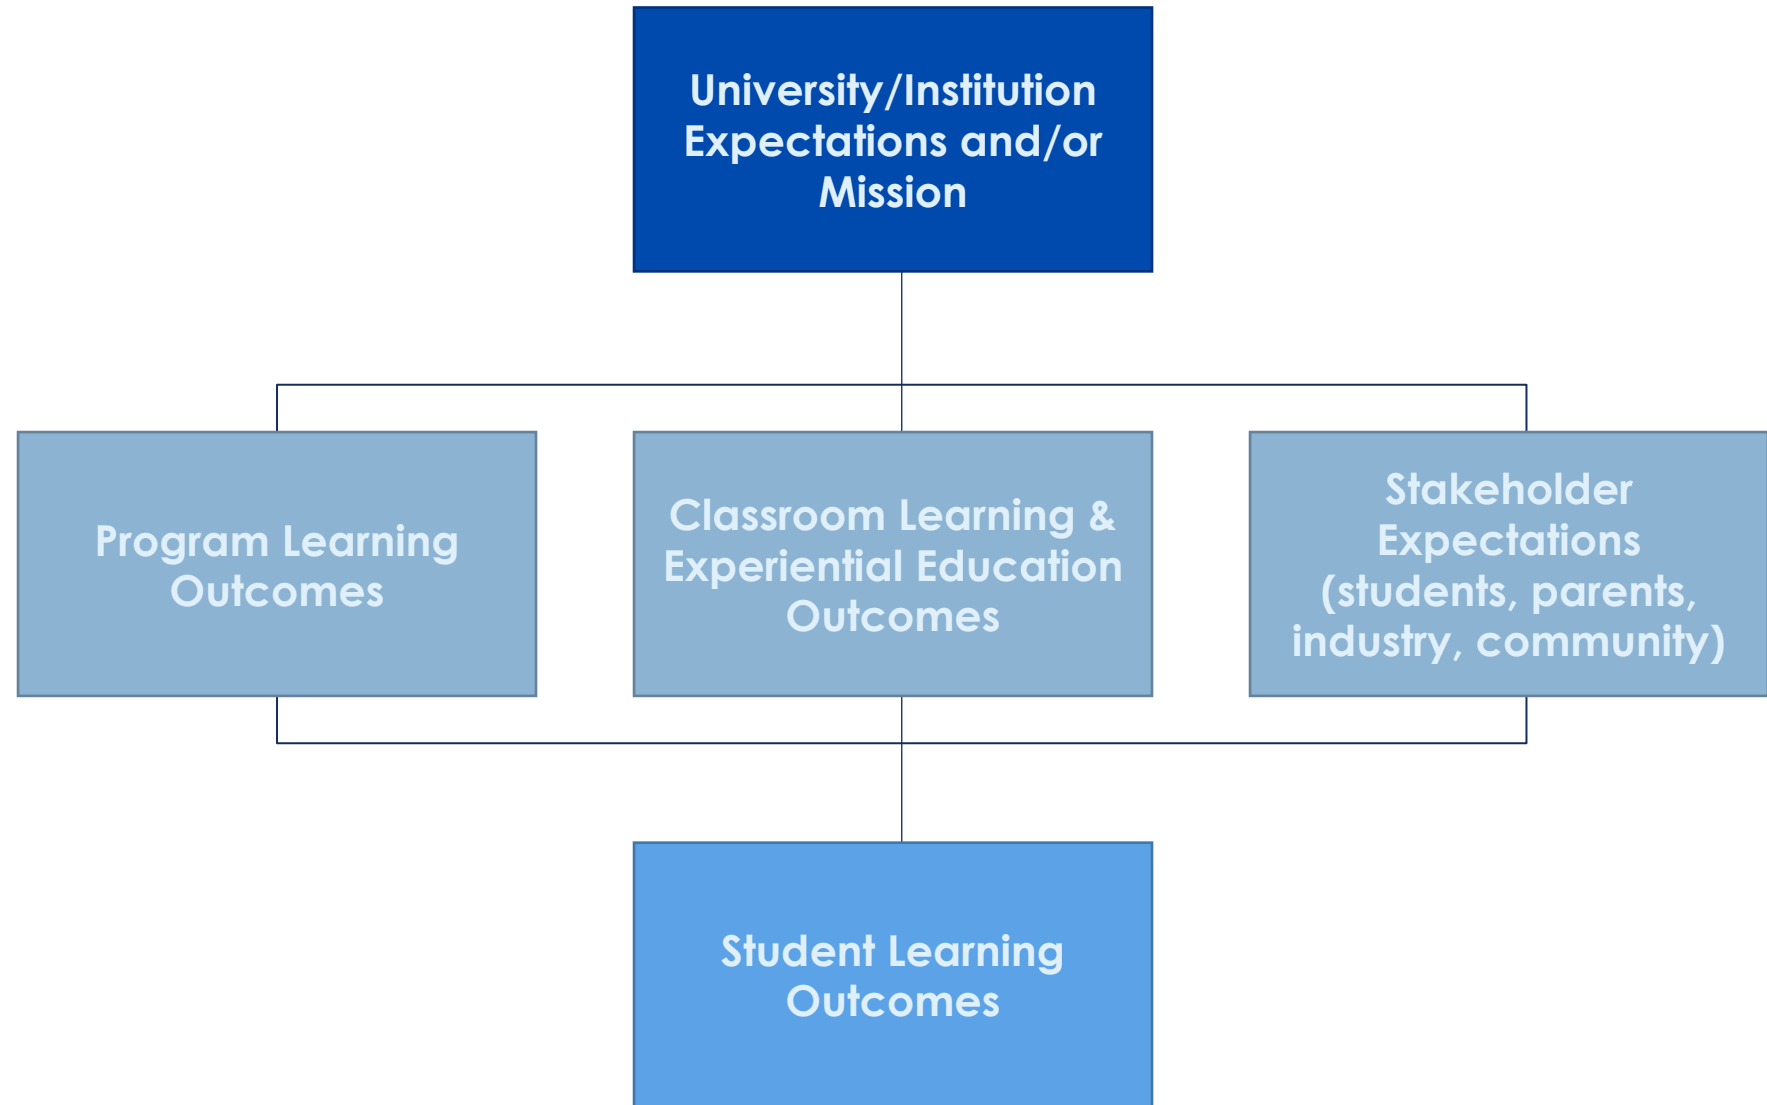 University/Institution
Expectations and/or
Mission
Program Learning
Outcomes
Classroom Learning &
Experiential Education
Outcomes
Stakeholder
Expectations
(students, parents,
industry, community)
Student Learning
Outcomes